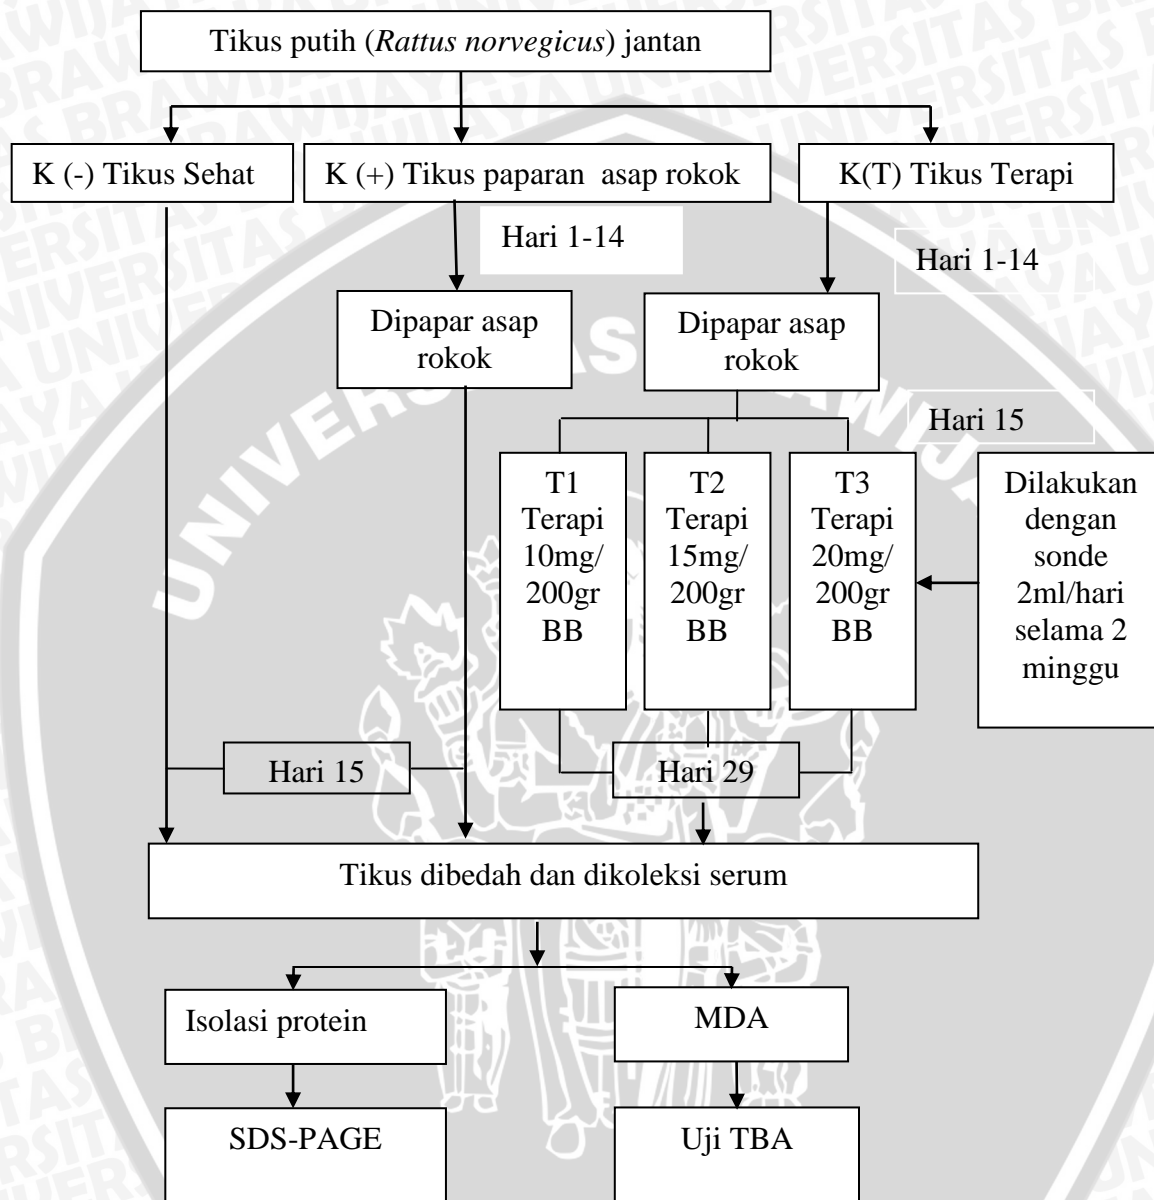 Tikus putih (Rattus norvegicus) jantan
K (-) Tikus Sehat
K (+) Tikus paparan asap rokok
K(T) Tikus Terapi
Hari 1-14
Hari 1-14
Dipapar asap
rokok
Dipapar asap
rokok
Hari 15
T1
Terapi
10mg/
200gr
BB
T2
Terapi
15mg/
200gr
BB
T3
Terapi
20mg/
200gr
BB
Dilakukan
dengan
sonde
2ml/hari
selama 2
minggu
Hari 15
Hari 29
Tikus dibedah dan dikoleksi serum
Isolasi protein
MDA
SDS-PAGE
Uji TBA